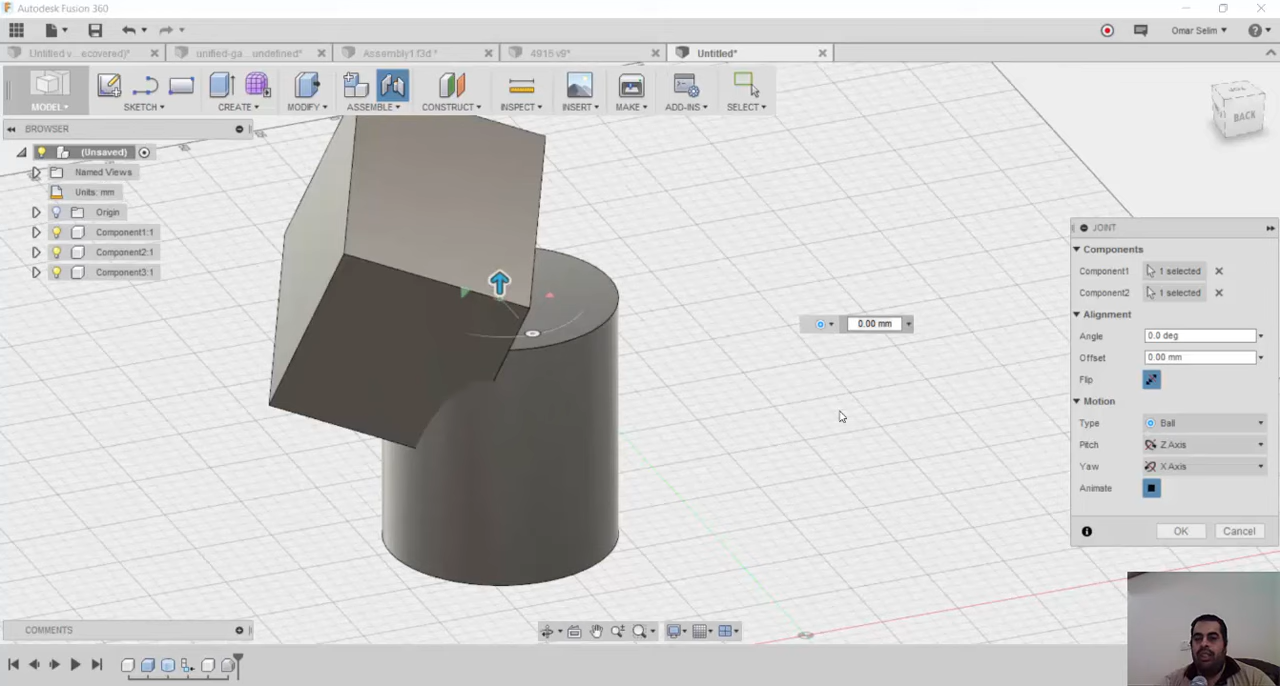 Autodesk Fusion 360
Omar Selim
Untitled v... ecovered)*
unified-ga... undefined*
Assembly1.f3d*
4915 v9*
Untitled*
MODEL
SKETCH
CREATE
MODIFY
ASSEMBLE
CONSTRUCT
INSPECT
INSERT
MAKE
ADD-INS
SELECT
BROWSER
(Unsaved)
Named Views
Units: mm
Origin
Component1:1
Component2:1
Component3:1
BACK
0.00 mm
JOINT
Components
Component1 1 selected
Component2 1 selected
Alignment
Angle 0.0 deg
Offset 0.00 mm
Flip
Motion
Type Ball
Pitch Z Axis
Yaw X Axis
Animate
OK Cancel
COMMENTS